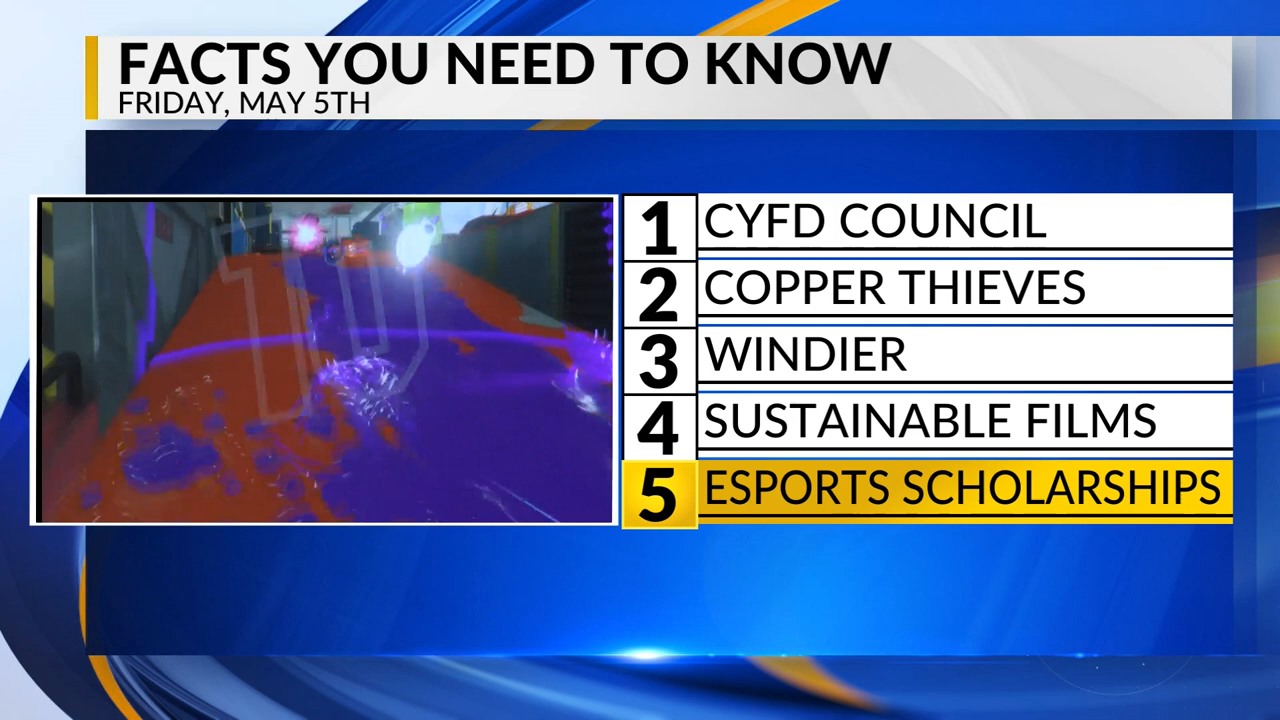 FACTS YOU NEED TO KNOW
FRIDAY, MAY 5TH
1 CYFD COUNCIL
2 COPPER THIEVES
3 WINDIER
4 SUSTAINABLE FILMS
5 ESPORTS SCHOLARSHIPS